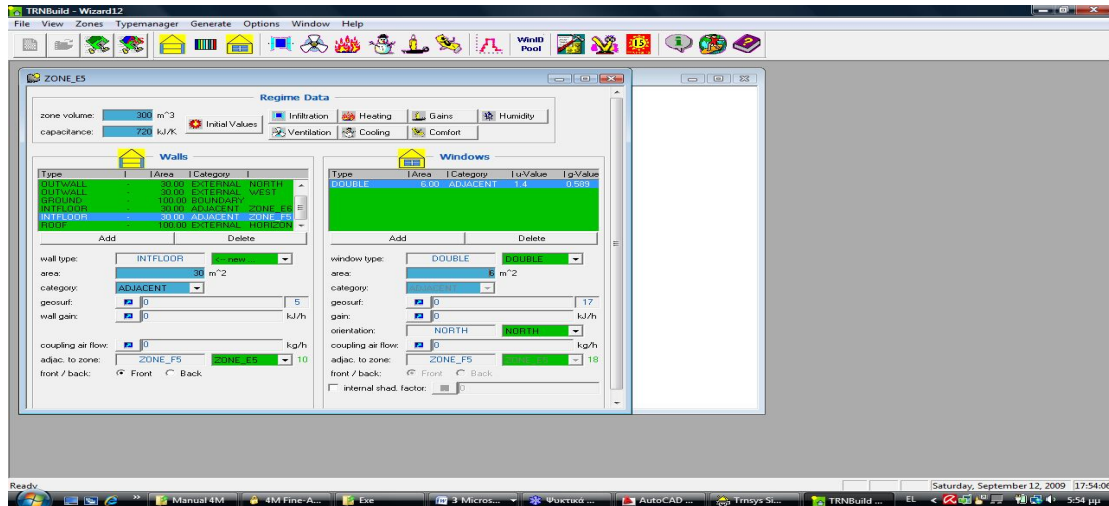 TRNBuild - Wizard12
File View Zones Typemanager Generate Options Window Help
WinID Pool
ZONE_E5
Regime Data
zone volume: 300 m^3
capacitance: 720 kJ/K
Initial Values
Infiltration Heating Gains Humidity
Ventilation Cooling Comfort
Walls
Type Area Category
OUTWALL - 30.00 EXTERNAL NORTH
OUTWALL - 30.00 EXTERNAL WEST
GROUND - 100.00 BOUNDARY
INTFLOOR - 30.00 ADJACENT ZONE_E6
INTFLOOR - 30.00 ADJACENT ZONE_F5
ROOF - 100.00 EXTERNAL HORIZON
Add Delete
wall type: INTFLOOR <-- new
area: 30 m^2
category: ADJACENT
geosurf: 0 5
wall gain: 0 kJ/h
coupling air flow: 0 kg/h
adjac. to zone: ZONE_F5 ZONE_E5 10
front / back: Front Back
Windows
Type Area Category u-Value g-Value
DOUBLE 6.00 ADJACENT 1.4 0.589
Add Delete
window type: DOUBLE DOUBLE
area: 6 m^2
category: ADJACENT
geosurf: 0 17
gain: 0 kJ/h
orientation: NORTH NORTH
coupling air flow: 0 kg/h
adjac. to zone: ZONE_F5 18
front / back: Front Back
internal shad. factor: 0
Ready
Saturday, September 12, 2009 17:54:06
Manual 4M 4M Fine-A... Exe 3 Micros... Ψυκτικά ... AutoCAD ... Trnsys Si... TRNBuild ... EL 5:54 μμ